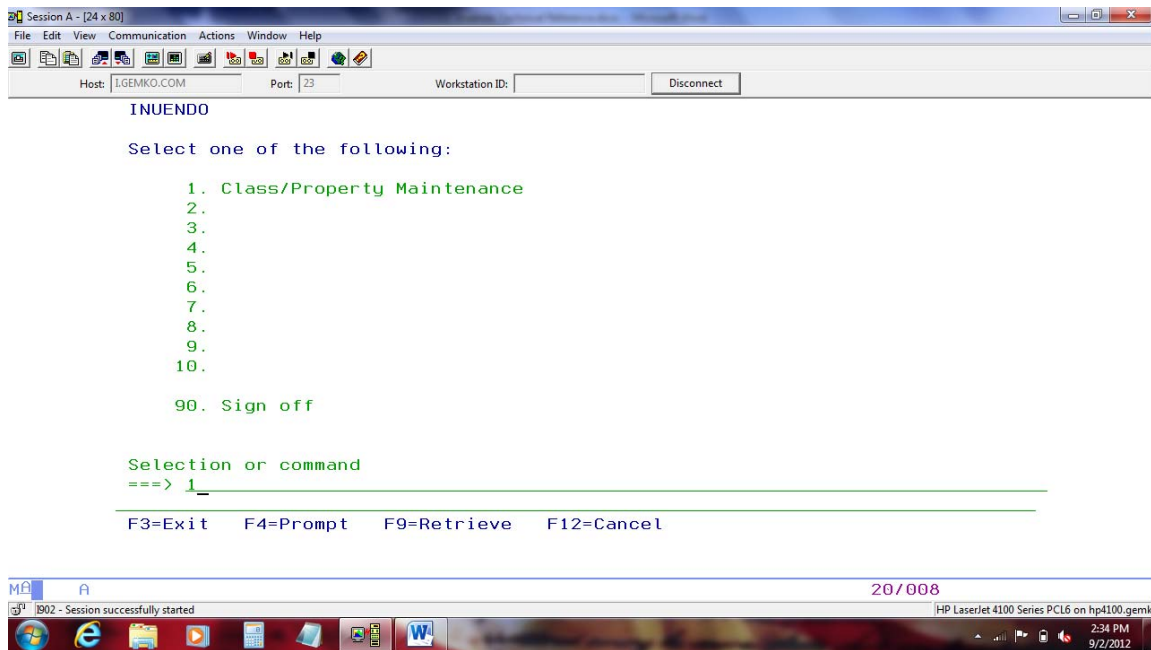 Session A - [24 x 80]
File Edit View Communication Actions Window Help
Host: I.GEMKO.COM Port: 23 Workstation ID: Disconnect
INUENDO
Select one of the following:
1. Class/Property Maintenance
2.
3.
4.
5.
6.
7.
8.
9.
10.
90. Sign off
Selection or command
===> 1
F3=Exit F4=Prompt F9=Retrieve F12=Cancel
MA A 20/008
I902 - Session successfully started HP LaserJet 4100 Series PCL6 on hp4100.gemk
2:34 PM
9/2/2012